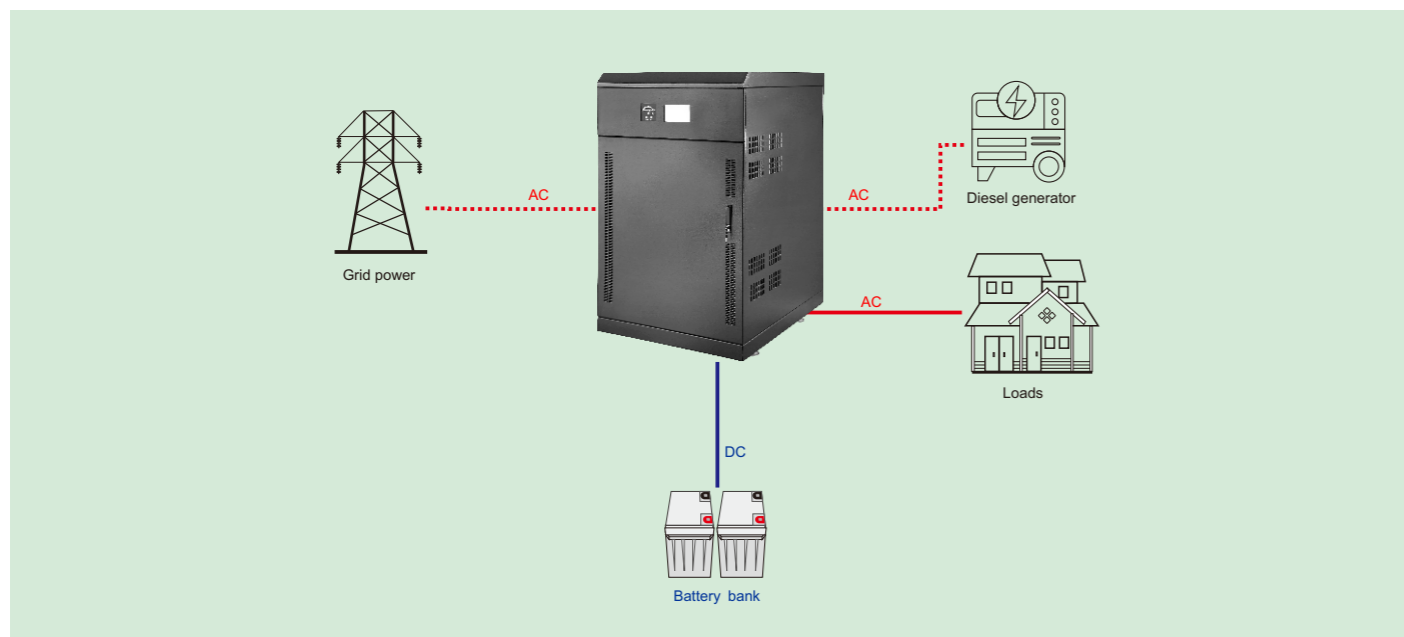 AC
AC
Diesel generator
Grid power
AC
Loads
DC
Battery bank